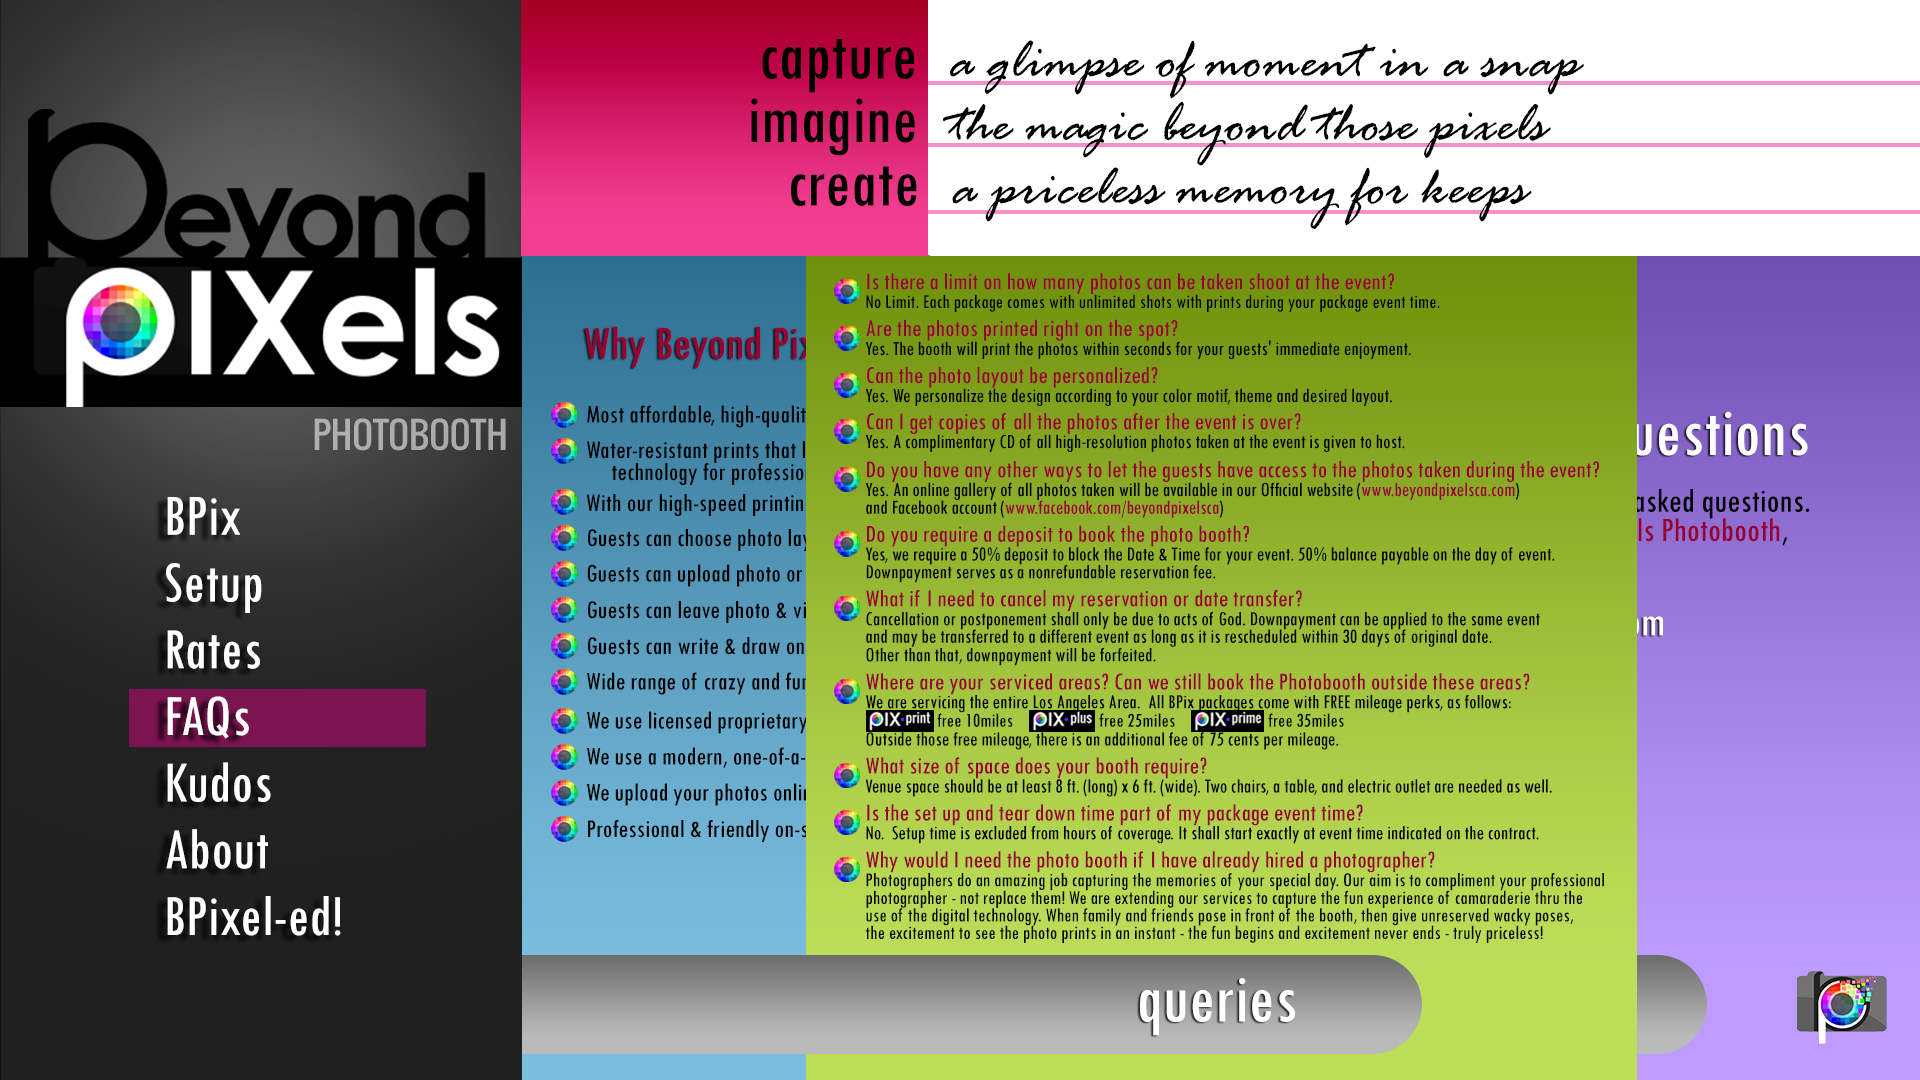 Beyond
pIXels
PHOTOBOOTH
BPix
Setup
Rates
FAQs
Kudos
About
BPixel-ed!
capture a glimpse of moment in a snap
imagine the magic beyond those pixels
create a priceless memory for keeps
Why Beyond Pix
Most affordable, high-qualit
Water-resistant prints that
technology for professio
With our high-speed printin
Guests can choose photo lay
Guests can upload photo or
Guests can leave photo & vi
Guests can write & draw on
Wide range of crazy and fun
We use licensed proprietary
We use a modern, one-of-a-
We upload your photos onlin
Professional & friendly on-s
Is there a limit on how many photos can be taken shoot at the event?
No Limit. Each package comes with unlimited shots with prints during your package event time.
Are the photos printed right on the spot?
Yes. The booth will print the photos within seconds for your guests' immediate enjoyment.
Can the photo layout be personalized?
Yes. We personalize the design according to your color motif, theme and desired layout.
Can I get copies of all the photos after the event is over?
Yes. A complimentary CD of all high-resolution photos taken at the event is given to host.
Do you have any other ways to let the guests have access to the photos taken during the event?
Yes. An online gallery of all photos taken will be available in our Official website (www.beyondpixelsca.com)
and Facebook account (www.facebook.com/beyondpixelsca)
Do you require a deposit to book the photo booth?
Yes, we require a 50% deposit to block the Date & Time for your event. 50% balance payable on the day of event.
Downpayment serves as a nonrefundable reservation fee.
What if I need to cancel my reservation or date transfer?
Cancellation or postponement shall only be due to acts of God. Downpayment can be applied to the same event
and may be transferred to a different event as long as it is rescheduled within 30 days of original date.
Other than that, downpayment will be forfeited.
Where are your serviced areas? Can we still book the Photobooth outside these areas?
We are servicing the entire Los Angeles Area. All BPix packages come with FREE mileage perks, as follows:
pIX•print free 10miles pIX•plus free 25miles pIX•prime free 35miles
Outside those free mileage, there is an additional fee of 75 cents per mileage.
What size of space does your booth require?
Venue space should be at least 8 ft. (long) x 6 ft. (wide). Two chairs, a table, and electric outlet are needed as well.
Is the set up and tear down time part of my package event time?
No. Setup time is excluded from hours of coverage. It shall start exactly at event time indicated on the contract.
Why would I need the photo booth if I have already hired a photographer?
Photographers do an amazing job capturing the memories of your special day. Our aim is to compliment your professional
photographer - not replace them! We are extending our services to capture the fun experience of camaraderie thru the
use of the digital technology. When family and friends pose in front of the booth, then give unreserved wacky poses,
the excitement to see the photo prints in an instant - the fun begins and excitement never ends - truly priceless!
uestions
asked questions.
ls Photobooth,
om
queries